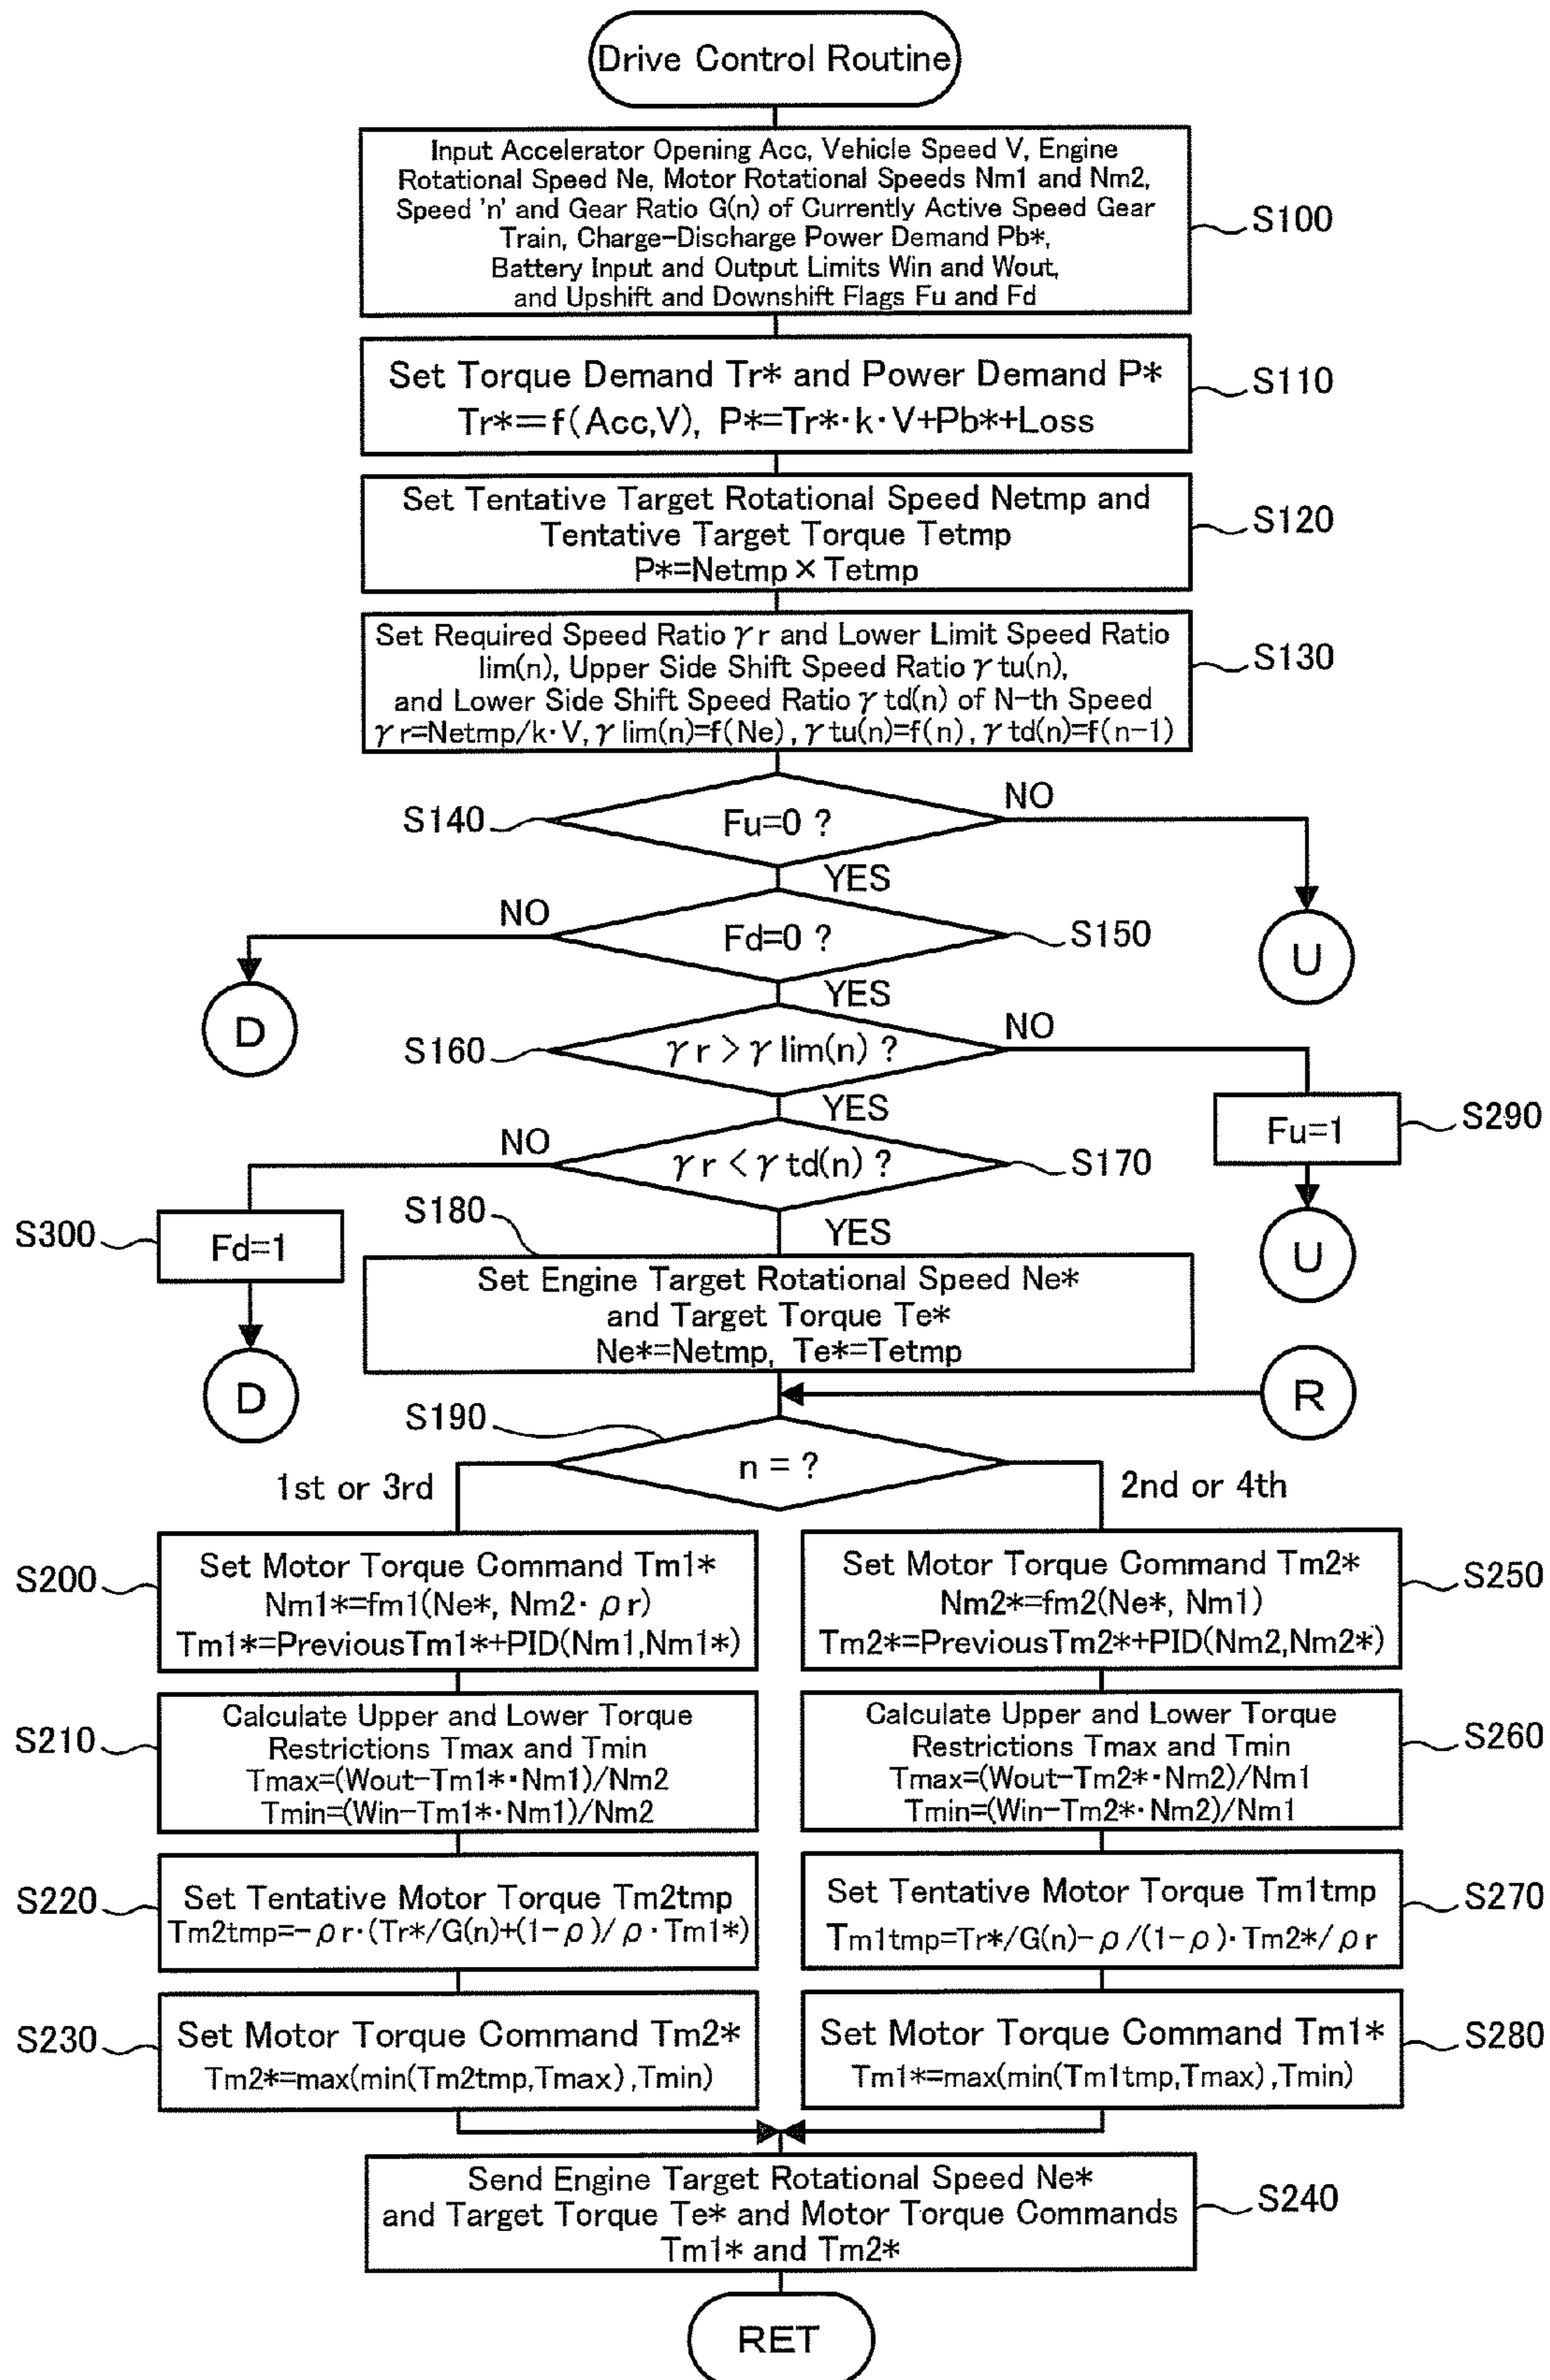 Drive Control Routine
Input Accelerator Opening Acc, Vehicle Speed V, Engine
Rotational Speed Ne, Motor Rotational Speeds Nm1 and Nm2,
Speed 'n' and Gear Ratio G(n) of Currently Active Speed Gear
Train, Charge-Discharge Power Demand Pb*,
Battery Input and Output Limits Win and Wout,
and Upshift and Downshift Flags Fu and Fd
S100
Set Torque Demand Tr* and Power Demand P*
Tr*=f(Acc,V), P*=Tr*·k·V+Pb*+Loss
S110
Set Tentative Target Rotational Speed Netmp and
Tentative Target Torque Tetmp
P*=Netmp×Tetmp
S120
Set Required Speed Ratio γr and Lower Limit Speed Ratio
lim(n), Upper Side Shift Speed Ratio γtu(n),
and Lower Side Shift Speed Ratio γtd(n) of N-th Speed
γr=Netmp/k·V, γlim(n)=f(Ne), γtu(n)=f(n), γtd(n)=f(n-1)
S130
S140
Fu=0 ?
NO
YES
U
NO
Fd=0 ?
S150
YES
D
S160
γr > γlim(n) ?
NO
YES
Fu=1
S290
U
NO
γr < γtd(n) ?
S170
YES
S300
Fd=1
D
S180
Set Engine Target Rotational Speed Ne*
and Target Torque Te*
Ne*=Netmp, Te*=Tetmp
R
S190
n = ?
1st or 3rd
2nd or 4th
S200
Set Motor Torque Command Tm1*
Nm1*=fm1(Ne*, Nm2·ρr)
Tm1*=PreviousTm1*+PID(Nm1,Nm1*)
Set Motor Torque Command Tm2*
Nm2*=fm2(Ne*, Nm1)
Tm2*=PreviousTm2*+PID(Nm2,Nm2*)
S250
S210
Calculate Upper and Lower Torque
Restrictions Tmax and Tmin
Tmax=(Wout-Tm1*·Nm1)/Nm2
Tmin=(Win-Tm1*·Nm1)/Nm2
Calculate Upper and Lower Torque
Restrictions Tmax and Tmin
Tmax=(Wout-Tm2*·Nm2)/Nm1
Tmin=(Win-Tm2*·Nm2)/Nm1
S260
S220
Set Tentative Motor Torque Tm2tmp
Tm2tmp=-ρr·(Tr*/G(n)+(1-ρ)/ρ·Tm1*)
Set Tentative Motor Torque Tm1tmp
Tm1tmp=Tr*/G(n)-ρ/(1-ρ)·Tm2*/ρr
S270
S230
Set Motor Torque Command Tm2*
Tm2*=max(min(Tm2tmp,Tmax),Tmin)
Set Motor Torque Command Tm1*
Tm1*=max(min(Tm1tmp,Tmax),Tmin)
S280
Send Engine Target Rotational Speed Ne*
and Target Torque Te* and Motor Torque Commands
Tm1* and Tm2*
S240
RET